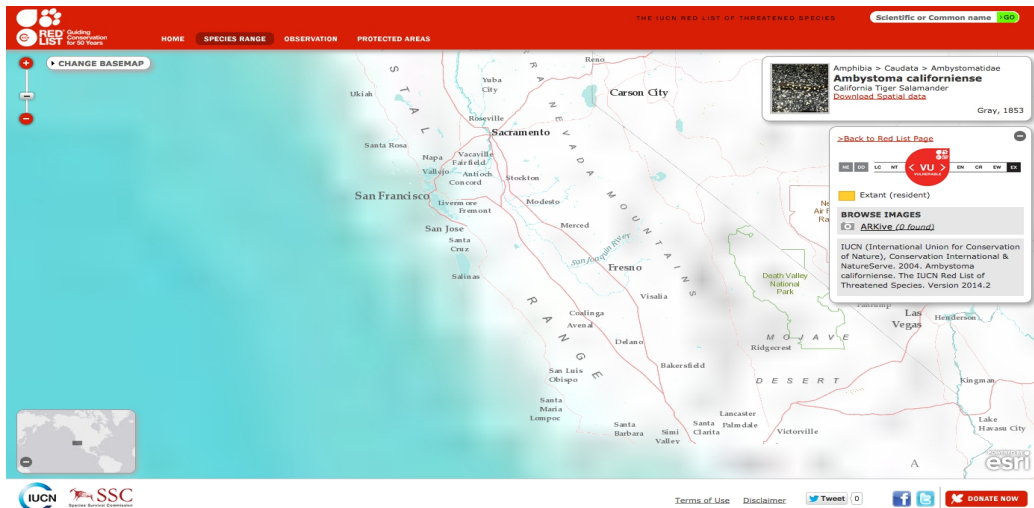 THE IUCN RED LIST OF THREATENED SPECIES
Scientific or Common name
GO
RED
LIST
Guiding
Conservation
for 50 Years
HOME
SPECIES RANGE
OBSERVATION
PROTECTED AREAS
CHANGE BASEMAP
Amphibia > Caudata > Ambystomatidae
Ambystoma californiense
California Tiger Salamander
Download Spatial data
Gray, 1853
>Back to Red List Page
NE DD LC NT < VU > EN CR EW EX
VULNERABLE
Extant (resident)
BROWSE IMAGES
ARKive (0 found)
IUCN (International Union for Conservation
of Nature), Conservation International &
NatureServe. 2004. Ambystoma
californiense. The IUCN Red List of
Threatened Species. Version 2014.2
Reno
Yuba
City
Ukiah
Carson City
Roseville
Sacramento
Santa Rosa
Napa
Vacaville
Fairfield
Vallejo
Antioch
Concord
Stockton
San Francisco
Livermore
Fremont
Modesto
San Jose
Merced
Santa
Cruz
San Joaquin River
Salinas
Fresno
Death Valley
National
Park
Visalia
Coalinga
Avenal
Las
Vegas
Henderson
Delano
MOJAVE
DESERT
Ridgecrest
San Luis
Obispo
Bakersfield
Kingman
Santa
Maria
Lompoc
Santa
Barbara
Simi
Valley
Santa
Clarita
Lancaster
Palmdale
Victorville
Lake
Havasu City
MOUNTAINS
RANGE
A
esri
IUCN
SSC
Species Survival Commission
Terms of Use
Disclaimer
Tweet
0
DONATE NOW